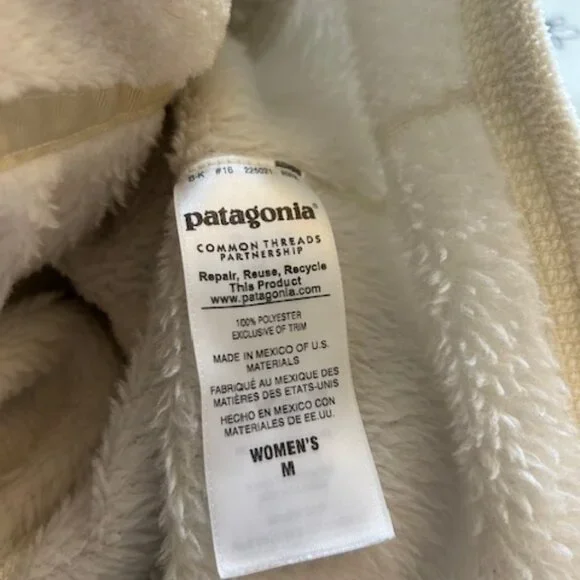 B-K #16 225021
patagonia®
COMMON THREADS
PARTNERSHIP
Repair, Reuse, Recycle
This Product
www.patagonia.com
100% POLYESTER
EXCLUSIVE OF TRIM
MADE IN MEXICO OF U.S.
MATERIALS
FABRIQUÉ AU MEXIQUE DES
MATIÈRES DES ETATS-UNIS
HECHO EN MEXICO CON
MATERIALES DE EE.UU.
WOMEN'S
M